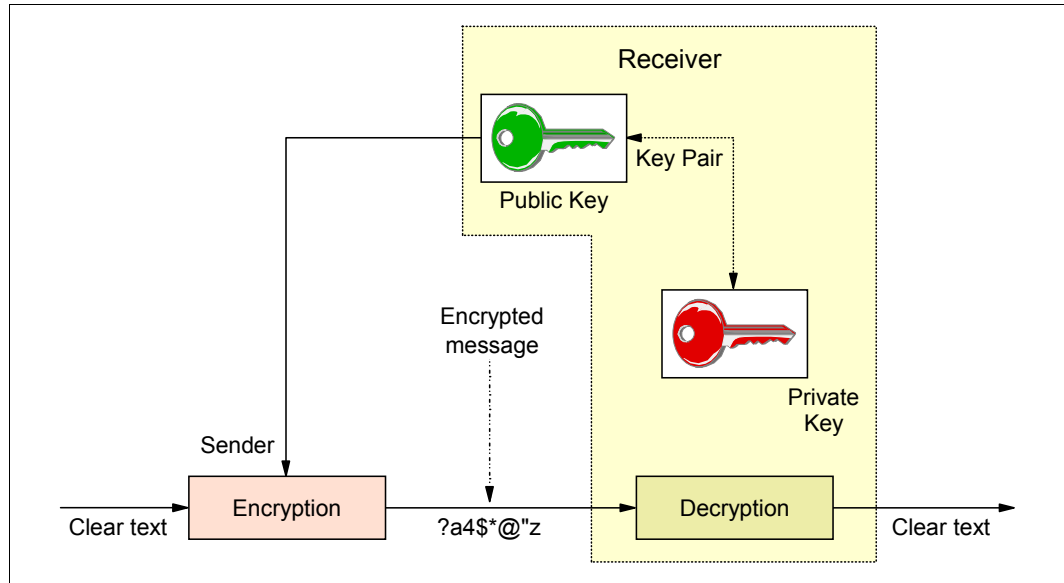 Receiver
Key Pair
Public Key
Encrypted
message
Private
Key
Sender
Encryption
Decryption
Clear text
?a4$*@"z
Clear text